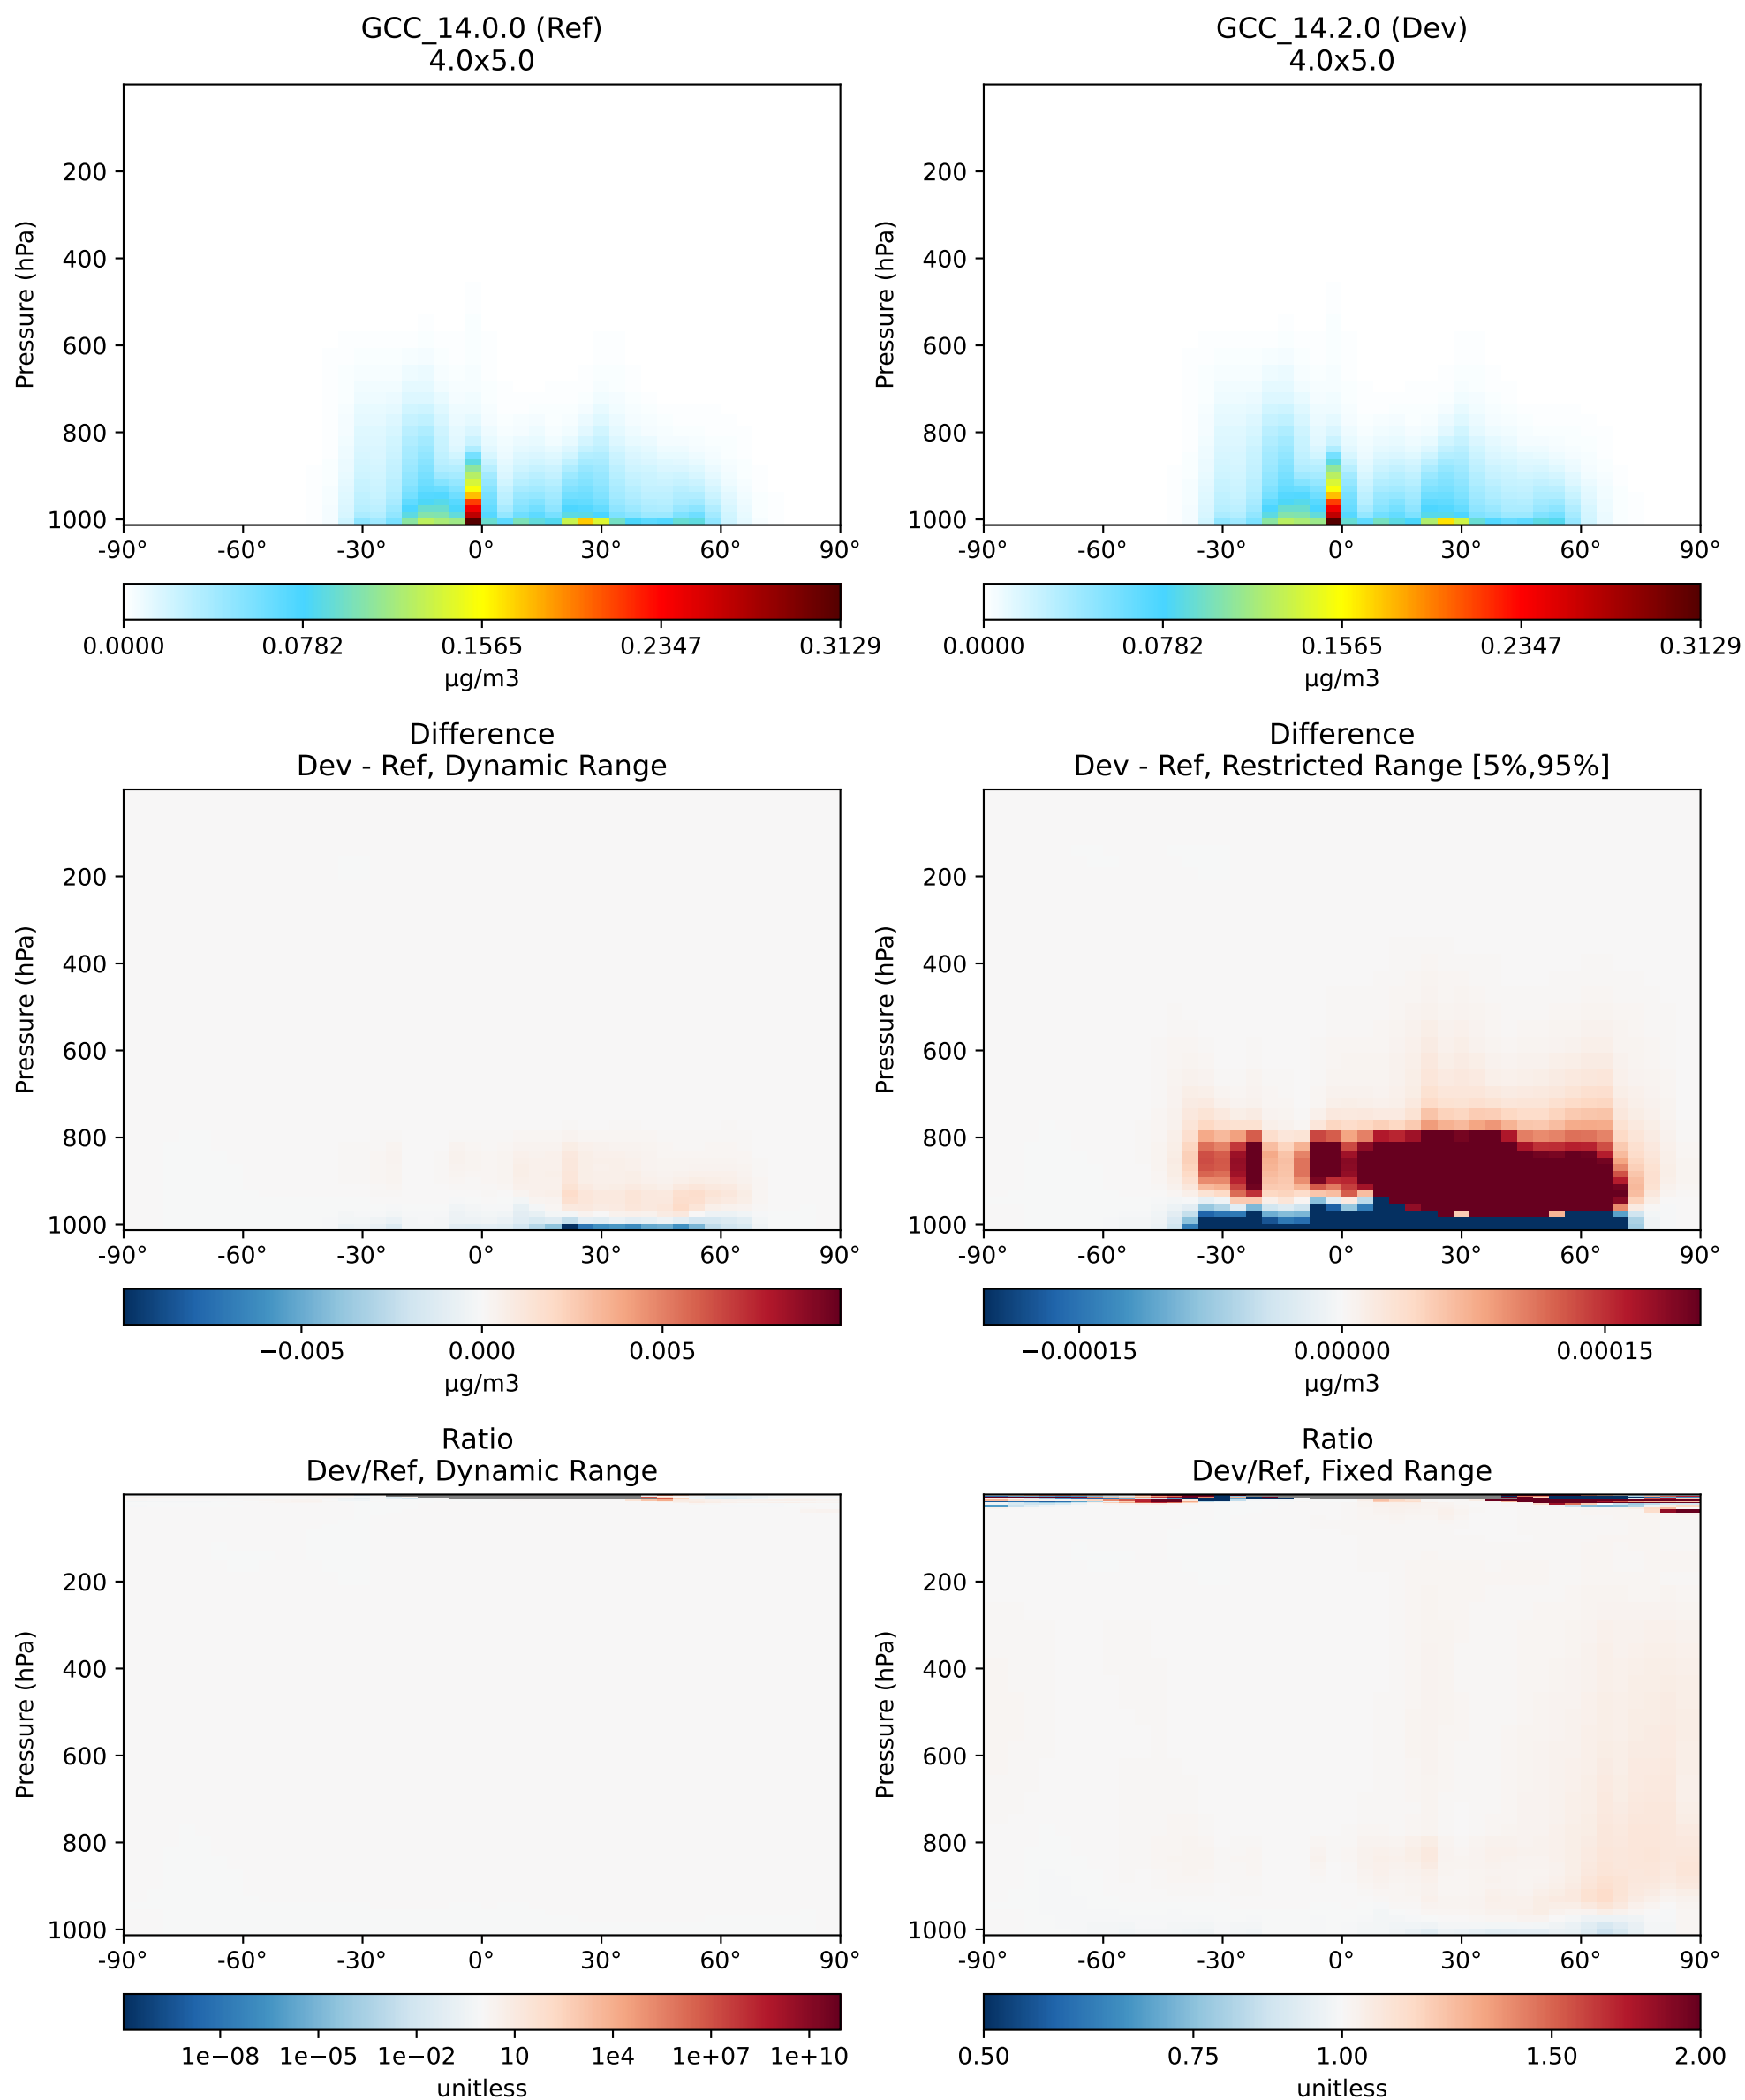 GCC_14.0.0 (Ref)
4.0x5.0
Pressure (hPa)
200
400
600
800
1000
-90° -60° -30° 0° 30° 60° 90°
0.0000 0.0782 0.1565 0.2347 0.3129
μg/m3
GCC_14.2.0 (Dev)
4.0x5.0
Pressure (hPa)
200
400
600
800
1000
-90° -60° -30° 0° 30° 60° 90°
0.0000 0.0782 0.1565 0.2347 0.3129
μg/m3
Difference
Dev - Ref, Dynamic Range
Pressure (hPa)
200
400
600
800
1000
-90° -60° -30° 0° 30° 60° 90°
−0.005 0.000 0.005
μg/m3
Difference
Dev - Ref, Restricted Range [5%,95%]
Pressure (hPa)
200
400
600
800
1000
-90° -60° -30° 0° 30° 60° 90°
−0.00015 0.00000 0.00015
μg/m3
Ratio
Dev/Ref, Dynamic Range
Pressure (hPa)
200
400
600
800
1000
-90° -60° -30° 0° 30° 60° 90°
1e−08 1e−05 1e−02 10 1e4 1e+07 1e+10
unitless
Ratio
Dev/Ref, Fixed Range
Pressure (hPa)
200
400
600
800
1000
-90° -60° -30° 0° 30° 60° 90°
0.50 0.75 1.00 1.50 2.00
unitless